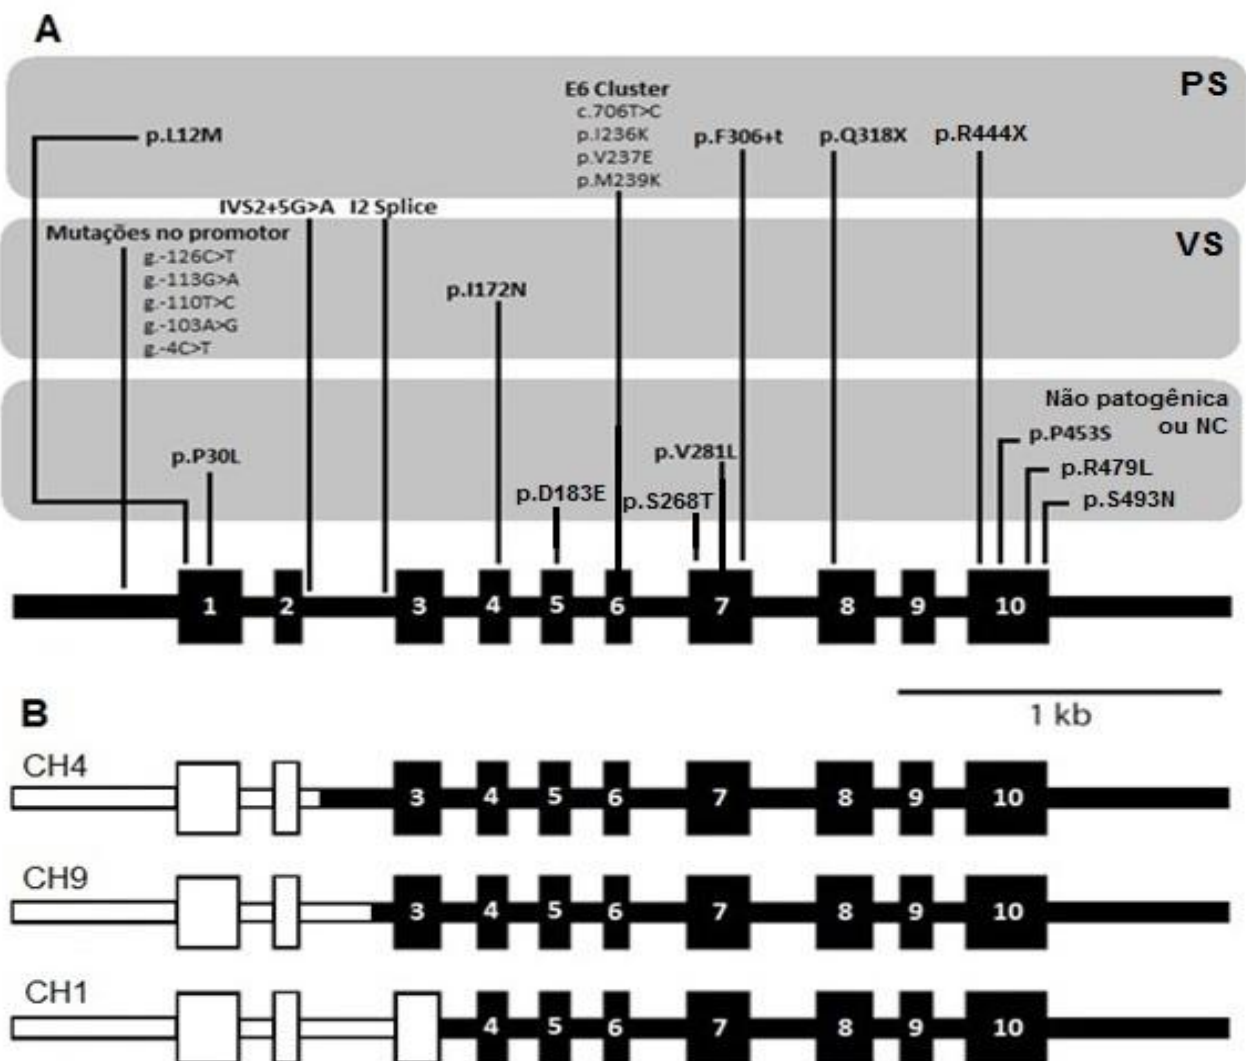 A
PS
E6 Cluster
c.706T>C
p.I236K
p.V237E
p.M239K
p.L12M
p.F306+t
p.Q318X
p.R444X
IVS2+5G>A
I2 Splice
VS
Mutações no promotor
g.-126C>T
g.-113G>A
g.-110T>C
g.-103A>G
g.-4C>T
p.I172N
Não patogênica
ou NC
p.P453S
p.R479L
p.S493N
p.P30L
p.V281L
p.D183E
p.S268T
1 2 3 4 5 6 7 8 9 10
1 kb
B
CH4
3 4 5 6 7 8 9 10
CH9
3 4 5 6 7 8 9 10
CH1
4 5 6 7 8 9 10